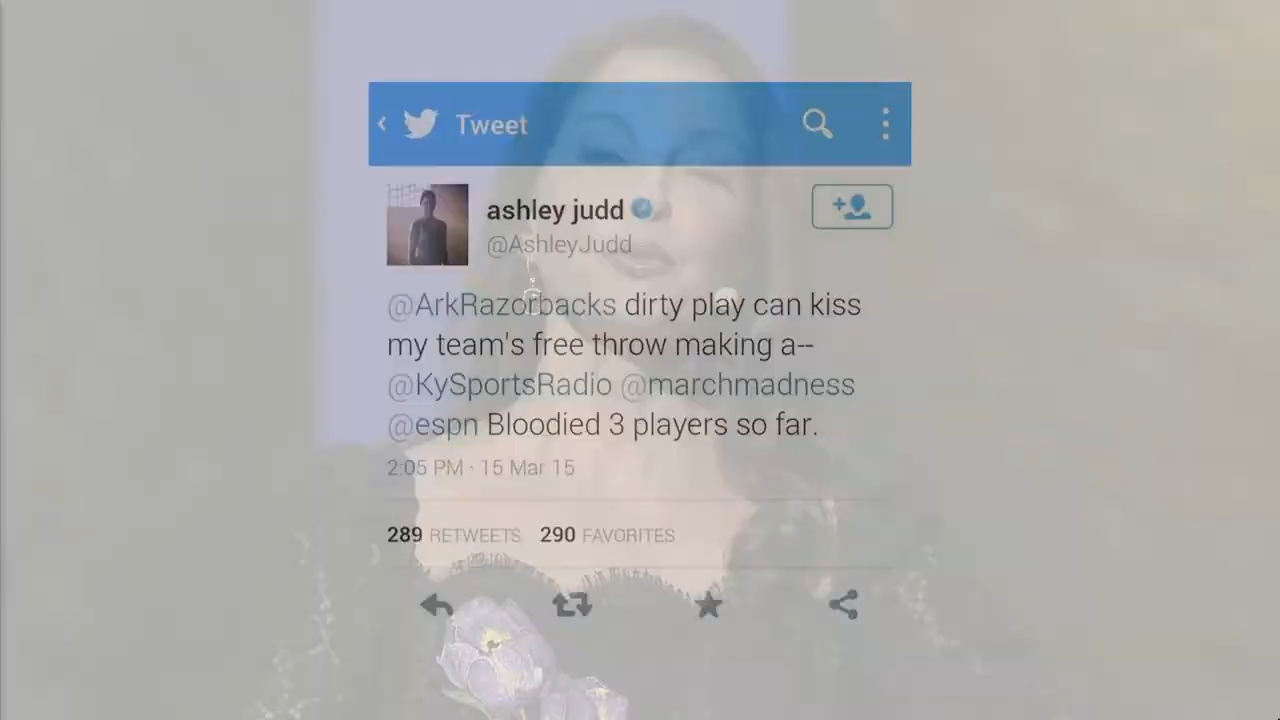 Tweet
ashley judd
@AshleyJudd
@ArkRazorbacks dirty play can kiss
my team's free throw making a--
@KySportsRadio @marchmadness
@espn Bloodied 3 players so far.
2:05 PM · 15 Mar 15
289 RETWEETS 290 FAVORITES